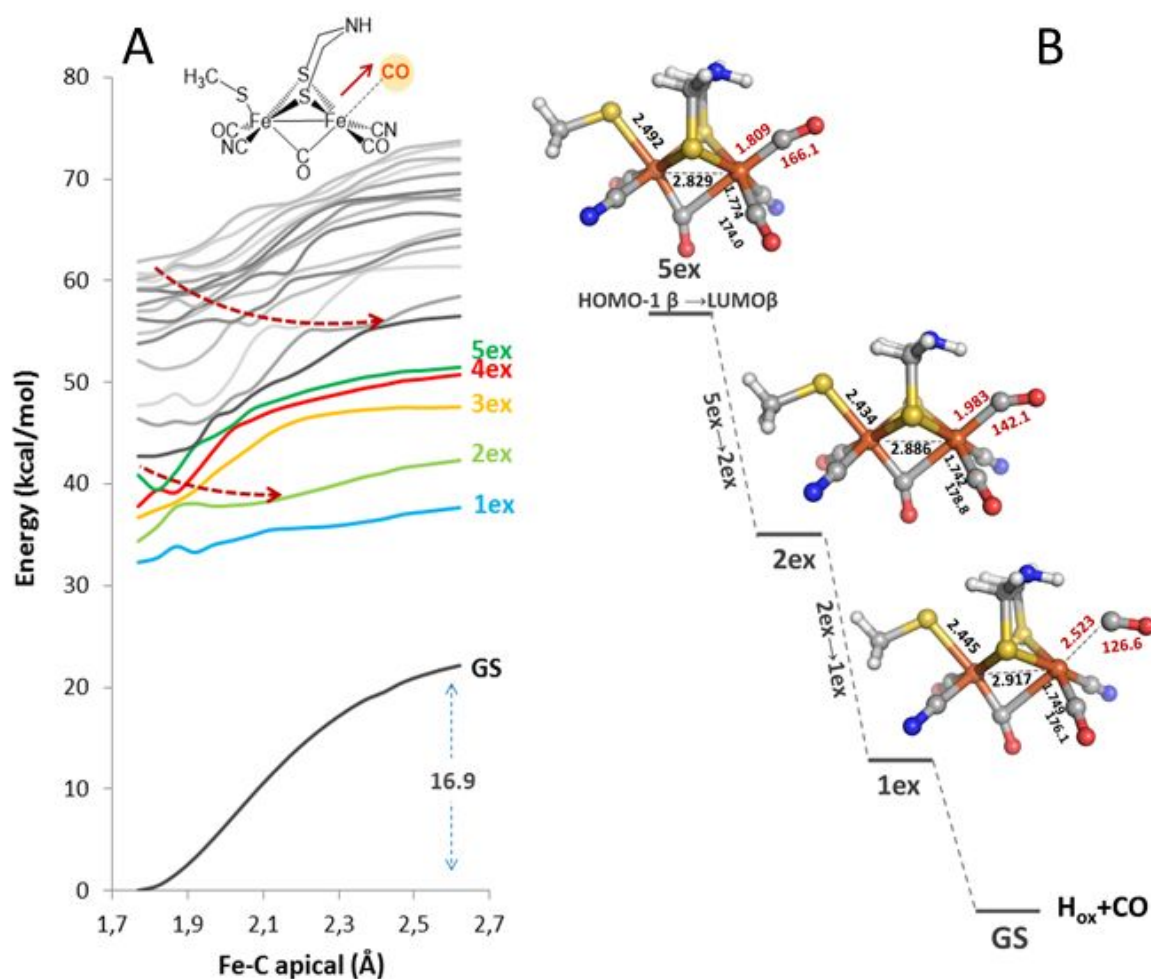 A
NH
CO
H₃C
S
S
S
Fe
Fe
OC
NC
CN
CO
C
O
80
70
60
50
40
30
20
10
0
Energy (kcal/mol)
1,7
1,9
2,1
2,3
2,5
2,7
Fe-C apical (Å)
5ex
4ex
3ex
2ex
1ex
GS
16.9
B
2.492
2.829
1.809
166.1
1.774
174.0
5ex
HOMO-1 β →LUMOβ
5ex→2ex
2.434
2.886
1.983
142.1
1.742
178.8
2ex
2ex→1ex
2.445
2.917
2.523
126.6
1.749
176.1
1ex
Hₒₓ+CO
GS